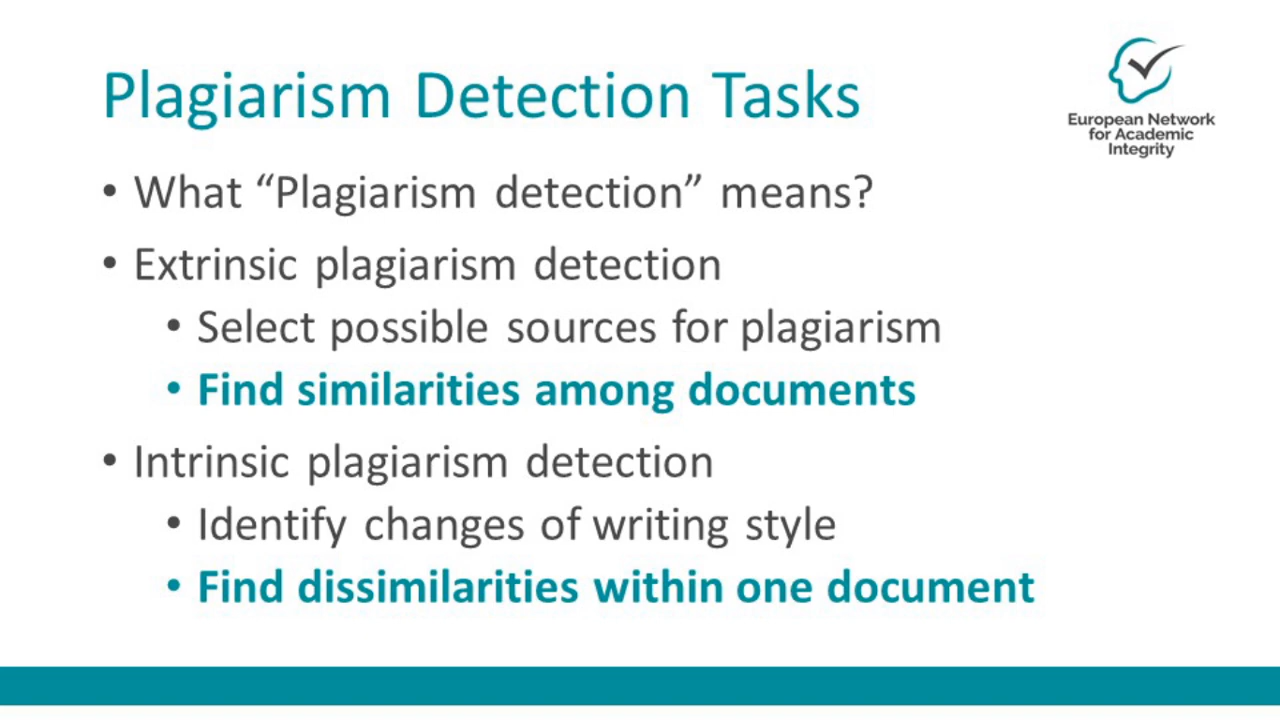 Plagiarism Detection Tasks
European Network
for Academic
Integrity
• What “Plagiarism detection” means?
• Extrinsic plagiarism detection
• Select possible sources for plagiarism
• Find similarities among documents
• Intrinsic plagiarism detection
• Identify changes of writing style
• Find dissimilarities within one document